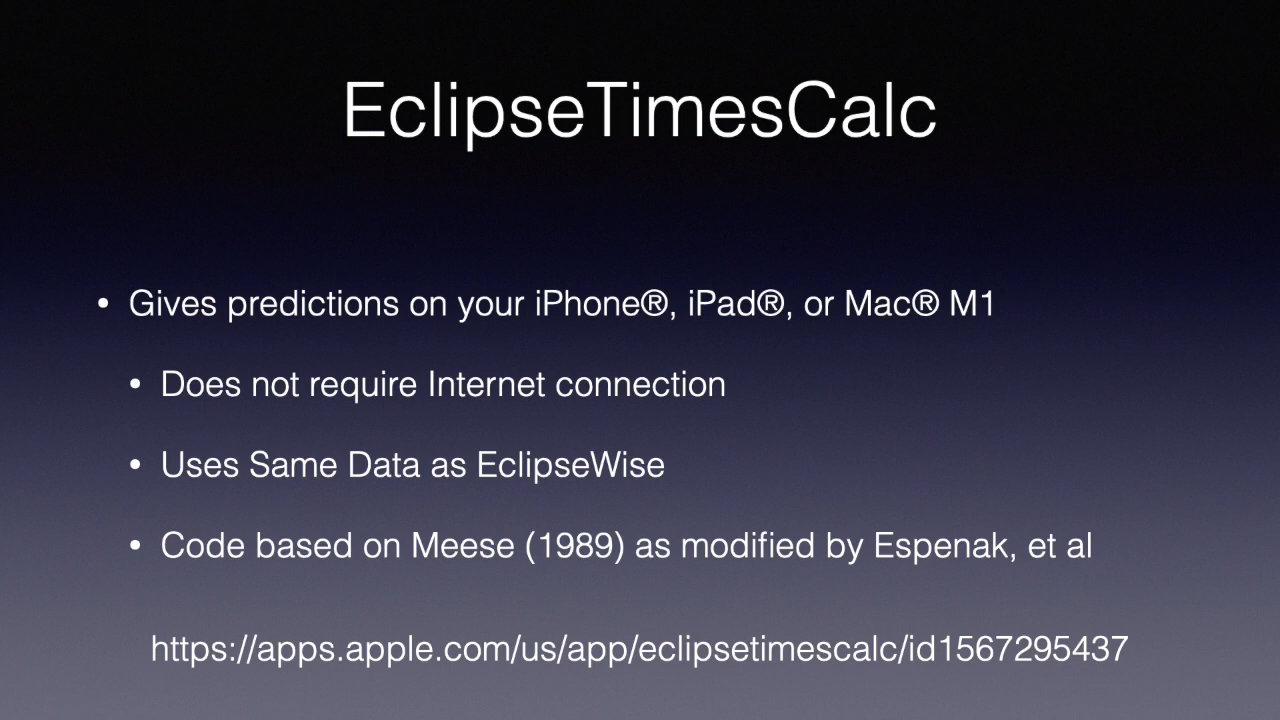 EclipseTimesCalc
• Gives predictions on your iPhone®, iPad®, or Mac® M1
• Does not require Internet connection
• Uses Same Data as EclipseWise
• Code based on Meese (1989) as modified by Espenak, et al
https://apps.apple.com/us/app/eclipsetimescalc/id1567295437